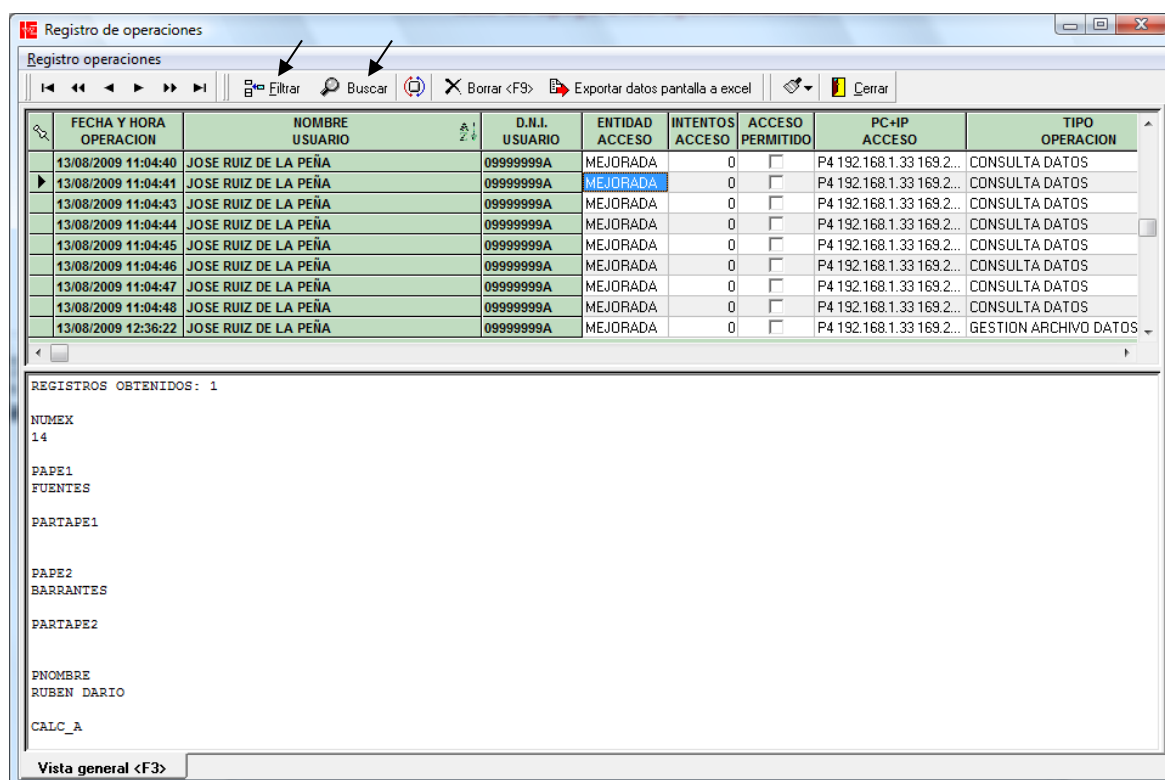 Registro de operaciones
Registro operaciones
Filtrar Buscar Borrar <F9> Exportar datos pantalla a excel Cerrar
FECHA Y HORA OPERACION NOMBRE USUARIO D.N.I. USUARIO ENTIDAD ACCESO INTENTOS ACCESO ACCESO PERMITIDO PC+IP ACCESO TIPO OPERACION
13/08/2009 11:04:40 JOSE RUIZ DE LA PEÑA 09999999A MEJORADA 0 P4 192.168.1.33 169.2... CONSULTA DATOS
13/08/2009 11:04:41 JOSE RUIZ DE LA PEÑA 09999999A MEJORADA 0 P4 192.168.1.33 169.2... CONSULTA DATOS
13/08/2009 11:04:43 JOSE RUIZ DE LA PEÑA 09999999A MEJORADA 0 P4 192.168.1.33 169.2... CONSULTA DATOS
13/08/2009 11:04:44 JOSE RUIZ DE LA PEÑA 09999999A MEJORADA 0 P4 192.168.1.33 169.2... CONSULTA DATOS
13/08/2009 11:04:45 JOSE RUIZ DE LA PEÑA 09999999A MEJORADA 0 P4 192.168.1.33 169.2... CONSULTA DATOS
13/08/2009 11:04:46 JOSE RUIZ DE LA PEÑA 09999999A MEJORADA 0 P4 192.168.1.33 169.2... CONSULTA DATOS
13/08/2009 11:04:47 JOSE RUIZ DE LA PEÑA 09999999A MEJORADA 0 P4 192.168.1.33 169.2... CONSULTA DATOS
13/08/2009 11:04:48 JOSE RUIZ DE LA PEÑA 09999999A MEJORADA 0 P4 192.168.1.33 169.2... CONSULTA DATOS
13/08/2009 12:36:22 JOSE RUIZ DE LA PEÑA 09999999A MEJORADA 0 P4 192.168.1.33 169.2... GESTION ARCHIVO DATOS
REGISTROS OBTENIDOS: 1
NUMEX
14
PAPE1
FUENTES
PARTAPE1
PAPE2
BARRANTES
PARTAPE2
PNOMBRE
RUBEN DARIO
CALC_A
Vista general <F3>